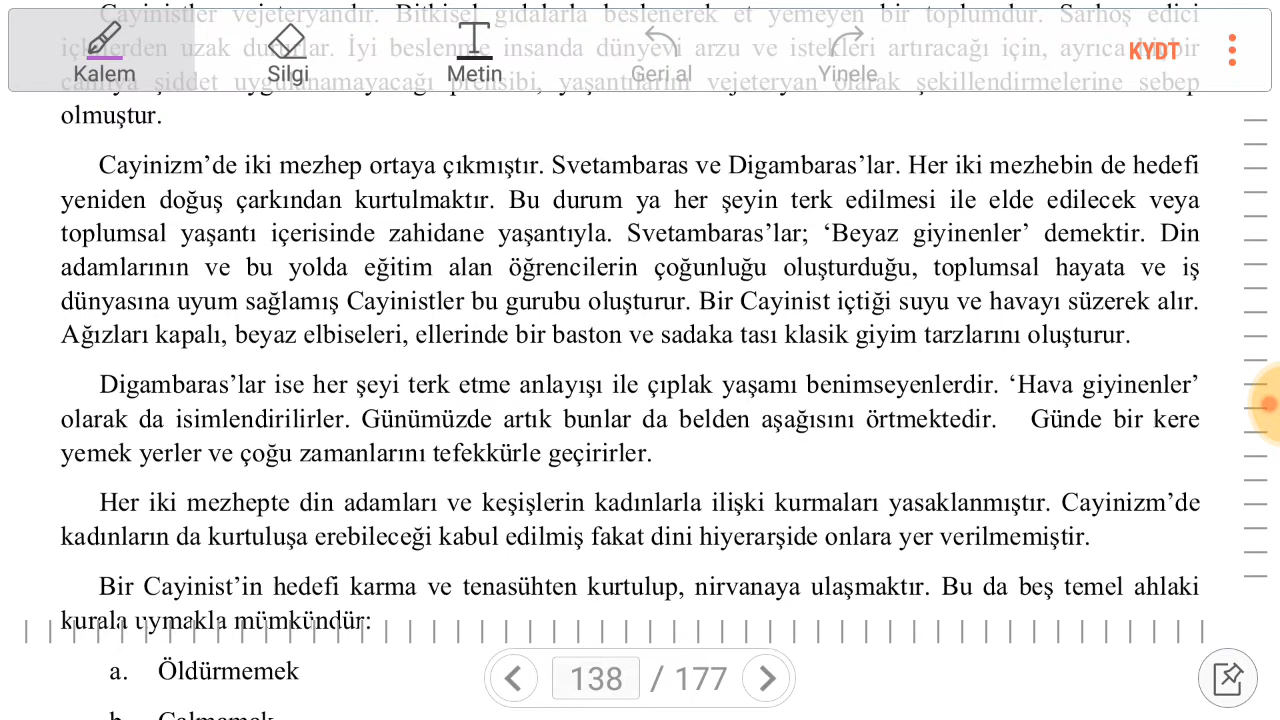 Cayinistler vejeteryandır. Bitkisel gıdalarla beslenerek et yemeyen bir toplumdur. Sarhoş edici
içkilerden uzak dururlar. İyi beslenme insanda dünyevi arzu ve istekleri artıracağı için, ayrıca hiçbir
canlıya şiddet uygulanamayacağı prensibi, yaşantılarını vejeteryan olarak şekillendirmelerine sebep
Kalem
Silgi
Metin
Geri al
Yinele
KYDT
olmuştur.
Cayinizm’de iki mezhep ortaya çıkmıştır. Svetambaras ve Digambaras’lar. Her iki mezhebin de hedefi
yeniden doğuş çarkından kurtulmaktır. Bu durum ya her şeyin terk edilmesi ile elde edilecek veya
toplumsal yaşantı içerisinde zahidane yaşantıyla. Svetambaras’lar; ‘Beyaz giyinenler’ demektir. Din
adamlarının ve bu yolda eğitim alan öğrencilerin çoğunluğu oluşturduğu, toplumsal hayata ve iş
dünyasına uyum sağlamış Cayinistler bu gurubu oluşturur. Bir Cayinist içtiği suyu ve havayı süzerek alır.
Ağızları kapalı, beyaz elbiseleri, ellerinde bir baston ve sadaka tası klasik giyim tarzlarını oluşturur.
Digambaras’lar ise her şeyi terk etme anlayışı ile çıplak yaşamı benimseyenlerdir. ‘Hava giyinenler’
olarak da isimlendirilirler. Günümüzde artık bunlar da belden aşağısını örtmektedir. Günde bir kere
yemek yerler ve çoğu zamanlarını tefekkürle geçirirler.
Her iki mezhepte din adamları ve keşişlerin kadınlarla ilişki kurmaları yasaklanmıştır. Cayinizm’de
kadınların da kurtuluşa erebileceği kabul edilmiş fakat dini hiyerarşide onlara yer verilmemiştir.
Bir Cayinist’in hedefi karma ve tenasühten kurtulup, nirvanaya ulaşmaktır. Bu da beş temel ahlaki
kurala uymakla mümkündür:
a. Öldürmemek
b. Çalmamak
138 / 177